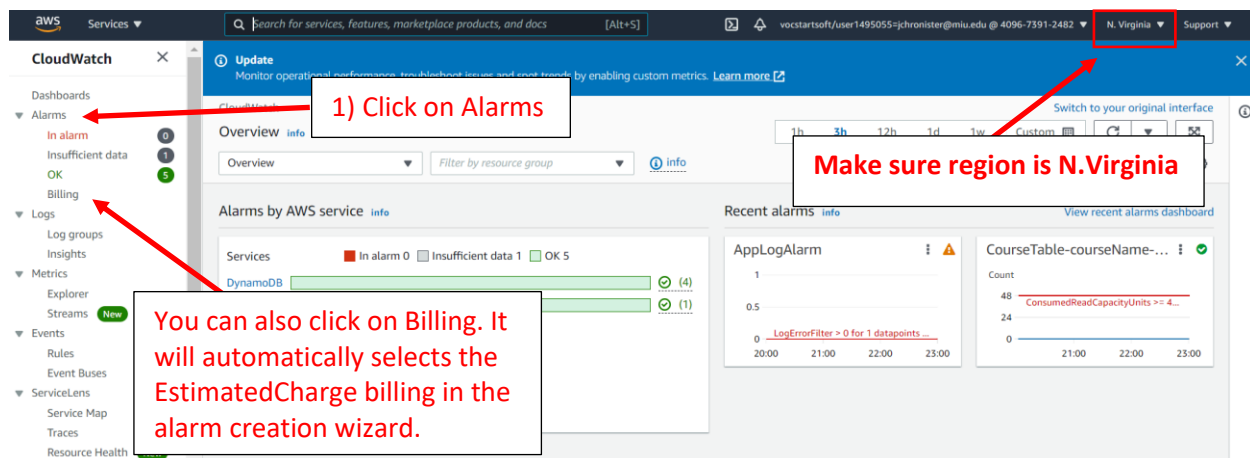 aws Services ▼ Search for services, features, marketplace products, and docs [Alt+S] vocstartsoft/user1495055=jchronister@miu.edu @ 4096-7391-2482 ▼ N. Virginia ▼ Support ▼
CloudWatch ×
Update
Monitor operational performance, troubleshoot issues and spot trends by enabling custom metrics. Learn more
Dashboards
Alarms
In alarm 0
Insufficient data 1
OK 5
Billing
Logs
Log groups
Insights
Metrics
Explorer
Streams New
Events
Rules
Event Buses
ServiceLens
Service Map
Traces
Resource Health
1) Click on Alarms
Make sure region is N.Virginia
You can also click on Billing. It
will automatically selects the
EstimatedCharge billing in the
alarm creation wizard.
CloudWatch
Switch to your original interface
Overview info
1h 3h 12h 1d 1w Custom
Overview ▼ Filter by resource group ▼ info
Alarms by AWS service info
Services In alarm 0 Insufficient data 1 OK 5
DynamoDB (4)
(1)
Recent alarms info View recent alarms dashboard
AppLogAlarm
1
0.5
0
LogErrorFilter > 0 for 1 datapoints ...
20:00 21:00 22:00 23:00
CourseTable-courseName-...
Count
48
ConsumedReadCapacityUnits >= 4...
24
0
21:00 22:00 23:00